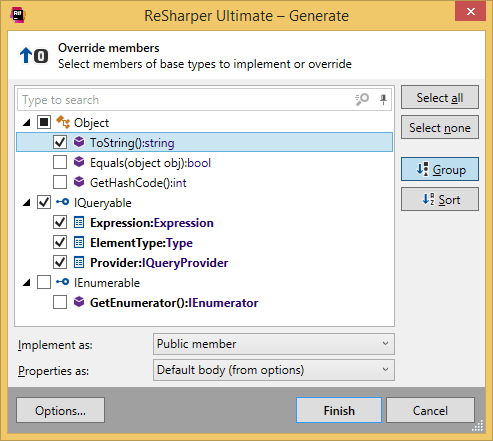 R#
ReSharper Ultimate – Generate
Override members
Select members of base types to implement or override
Type to search
Select all
Object
Select none
ToString():string
Equals(object obj):bool
Group
GetHashCode():int
Sort
IQueryable
Expression:Expression
ElementType:Type
Provider:IQueryProvider
IEnumerable
GetEnumerator():IEnumerator
Implement as: Public member
Properties as: Default body (from options)
Options... Finish Cancel